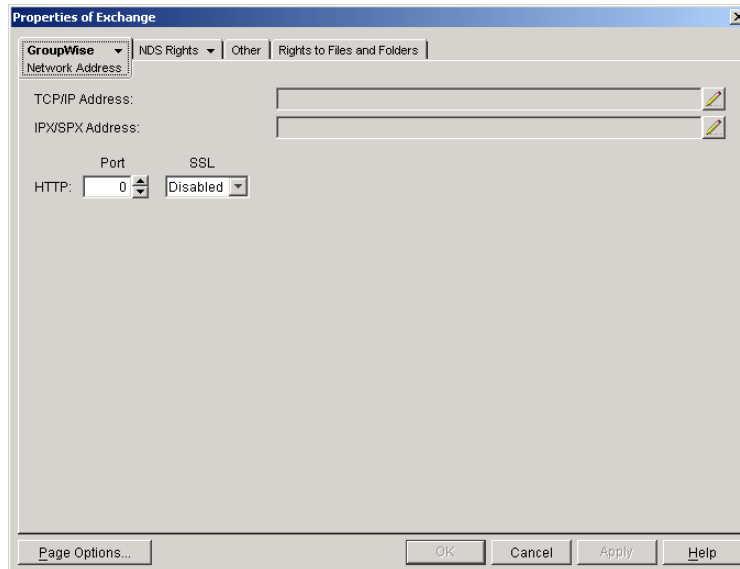 Properties of Exchange
GroupWise NDS Rights Other Rights to Files and Folders
Network Address
TCP/IP Address:
IPX/SPX Address:
Port SSL
HTTP: 0 Disabled
Page Options... OK Cancel Apply Help